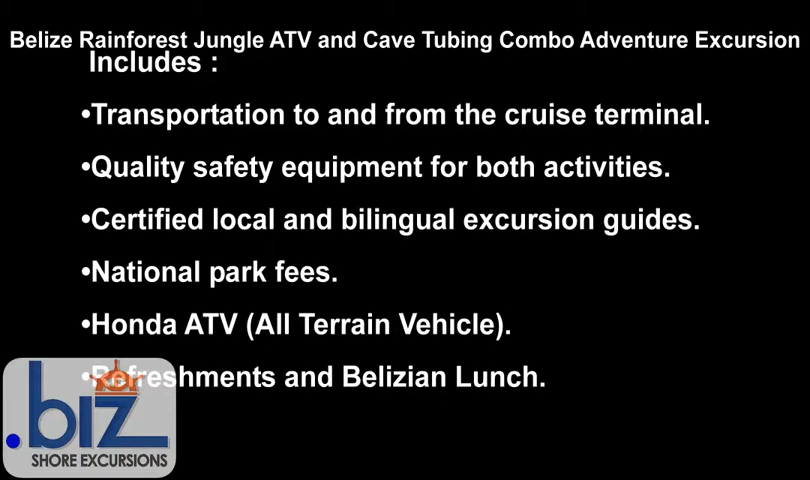 Belize Rainforest Jungle ATV and Cave Tubing Combo Adventure Excursion
Includes :
•Transportation to and from the cruise terminal.
•Quality safety equipment for both activities.
•Certified local and bilingual excursion guides.
•National park fees.
•Honda ATV (All Terrain Vehicle).
•Refreshments and Belizian Lunch.
.biz
SHORE EXCURSIONS